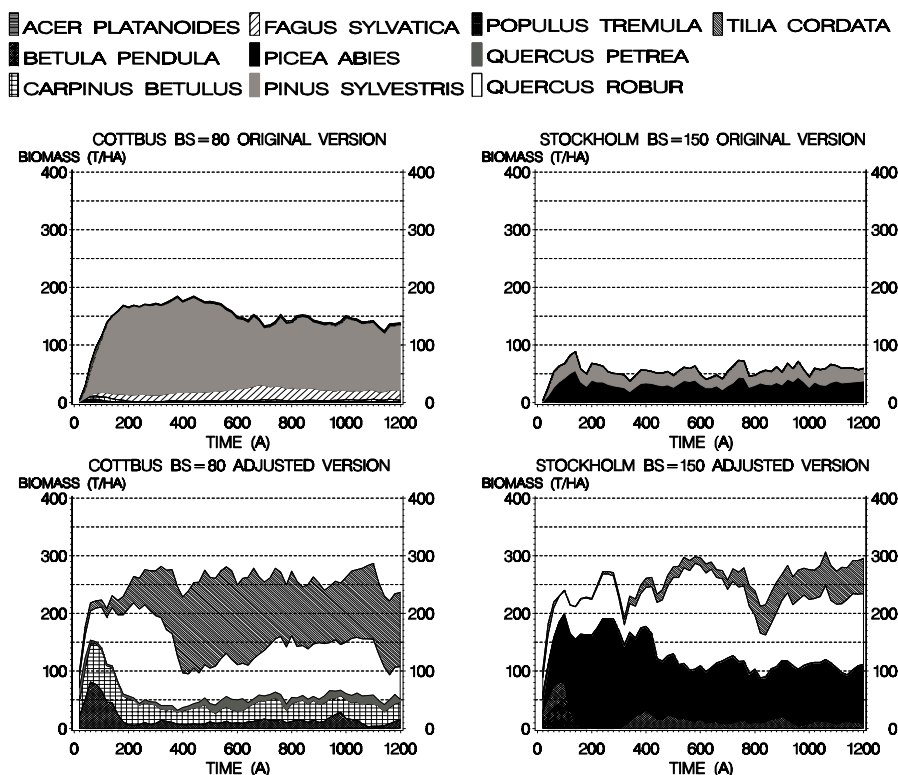 ACER PLATANOIDES FAGUS SYLVATICA POPULUS TREMULA TILIA CORDATA
BETULA PENDULA PICEA ABIES QUERCUS PETREA
CARPINUS BETULUS PINUS SYLVESTRIS QUERCUS ROBUR
COTTBUS BS=80 ORIGINAL VERSION
BIOMASS (T/HA)
400 400
300 300
200 200
100 100
0 0
0 200 400 600 800 1000 1200
TIME (A)
STOCKHOLM BS=150 ORIGINAL VERSION
BIOMASS (T/HA)
400 400
300 300
200 200
100 100
0 0
0 200 400 600 800 1000 1200
TIME (A)
COTTBUS BS=80 ADJUSTED VERSION
BIOMASS (T/HA)
400 400
300 300
200 200
100 100
0 0
0 200 400 600 800 1000 1200
TIME (A)
STOCKHOLM BS=150 ADJUSTED VERSION
BIOMASS (T/HA)
400 400
300 300
200 200
100 100
0 0
0 200 400 600 800 1000 1200
TIME (A)